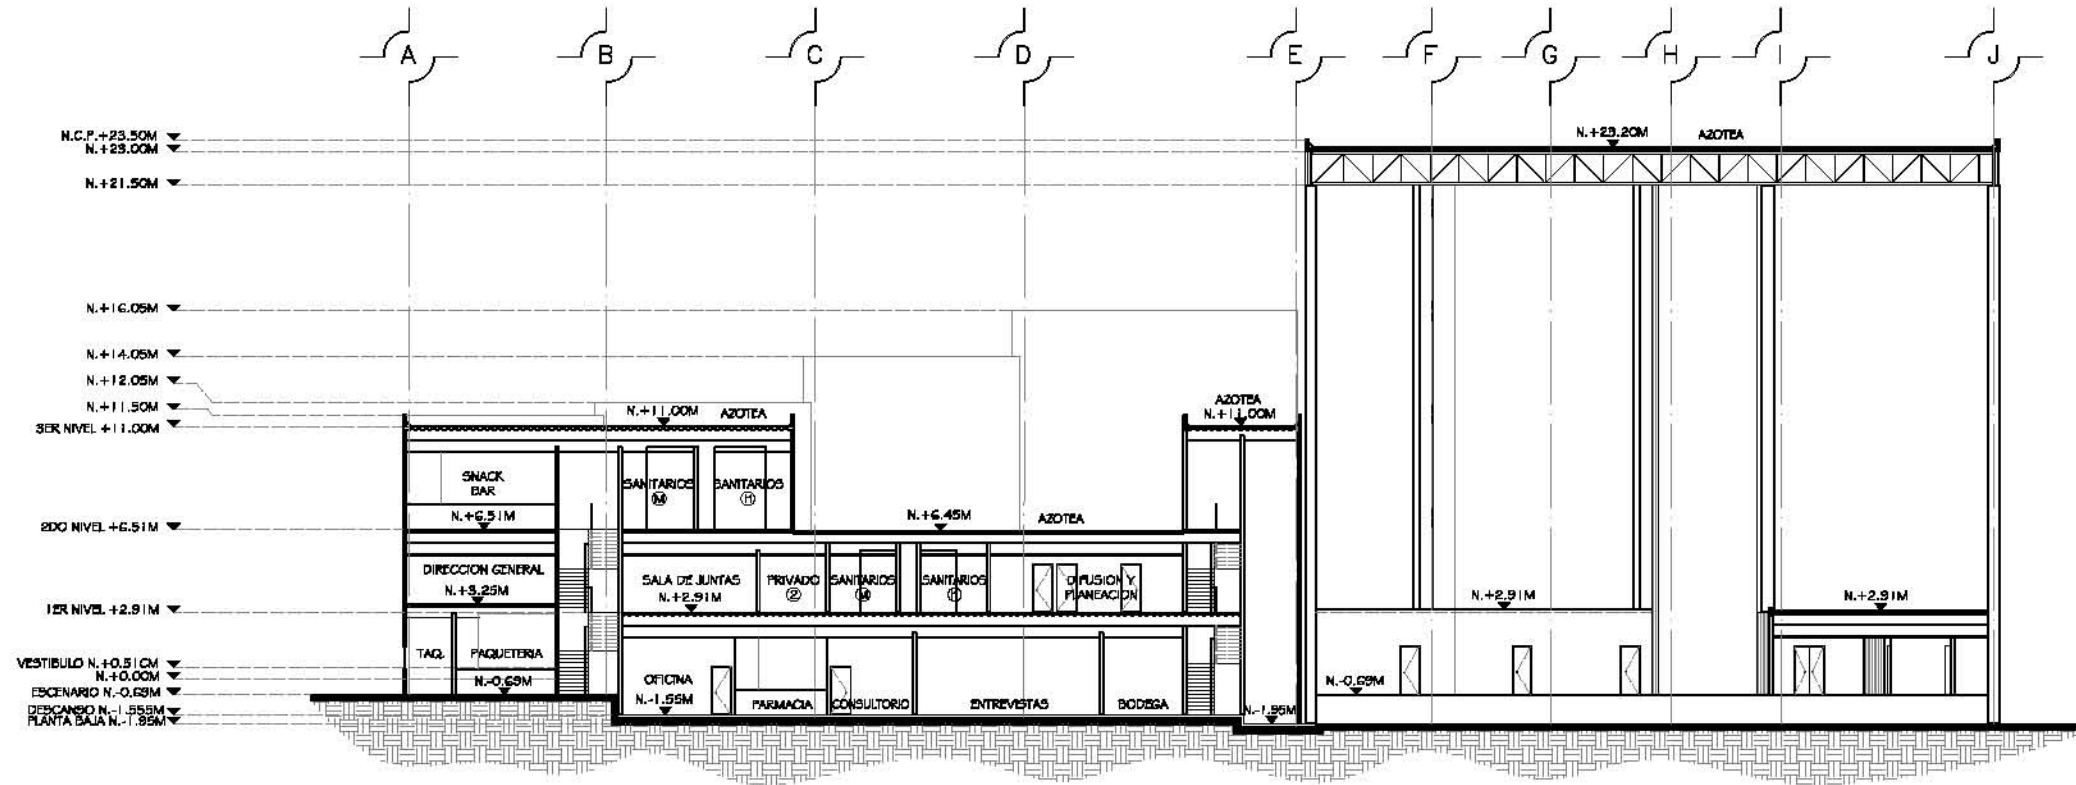 A B C D E F G H I J
N.C.P.+23.50M
N.+23.00M
N.+23.20M AZOTEA
N.+21.50M
N.+16.05M
N.+14.05M
N.+12.05M
N.+11.50M
3ER NIVEL +11.00M
N.+11.00M AZOTEA
AZOTEA
N.+11.00M
SNACK
BAR
SANITARIOS
M
SANITARIOS
H
N.+6.51M
2DO NIVEL +6.51M
N.+6.45M AZOTEA
DIRECCION GENERAL
N.+3.25M
SALA DE JUNTAS
N.+2.91M
PRIVADO
2
SANITARIOS
M
SANITARIOS
H
DIFUSION Y
PLANEACION
N.+2.91M
N.+2.91M
1ER NIVEL +2.91M
TAQ. PAQUETERIA
N.-0.69M
VESTIBULO N.+0.51CM
N.+0.00M
ESCENARIO N.-0.69M
DESCANSO N.-1.555M
PLANTA BAJA N.-1.95M
OFICINA
N.-1.55M
FARMACIA
CONSULTORIO
ENTREVISTAS
BODEGA
N.-1.95M
N.-0.69M